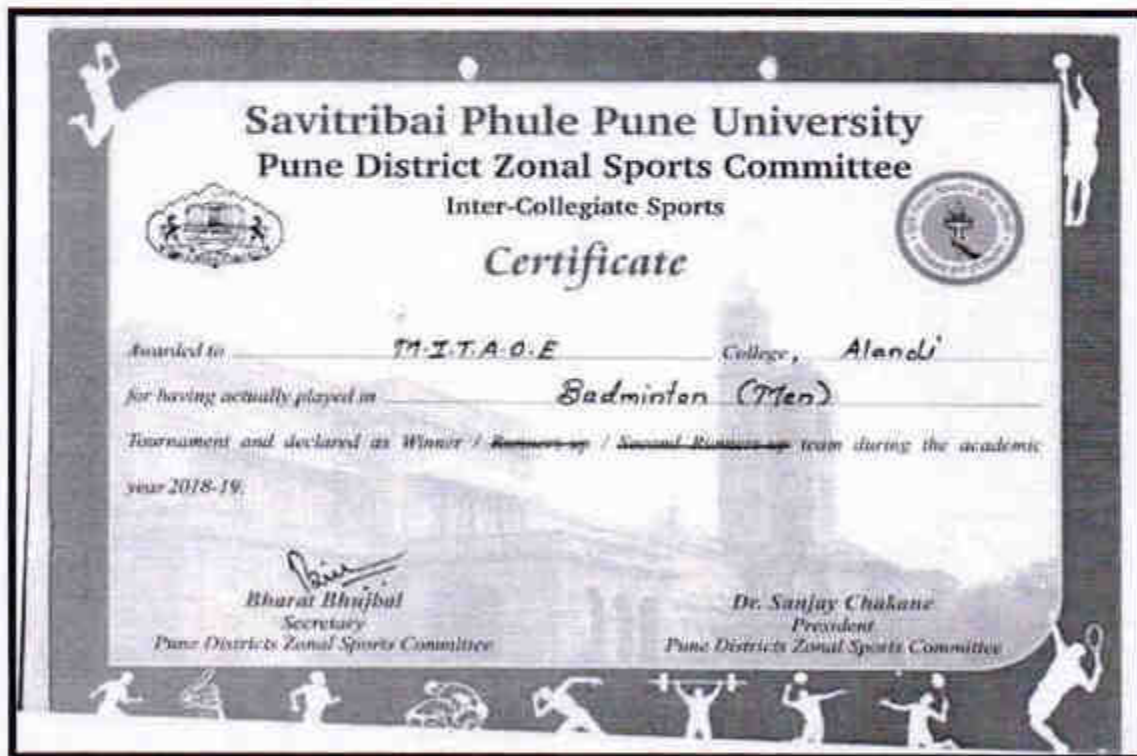 Savitribai Phule Pune University
Pune District Zonal Sports Committee
Inter-Collegiate Sports
Certificate
Awarded to M.I.T.A.O.E College, Alandi
for having actually played in Badminton (Men)
Tournament and declared as Winner / Runners up / Second Runners up team during the academic
year 2018-19.
Bharat Bhujbal
Secretary
Pune Districts Zonal Sports Committee
Dr. Sanjay Chakane
President
Pune Districts Zonal Sports Committee